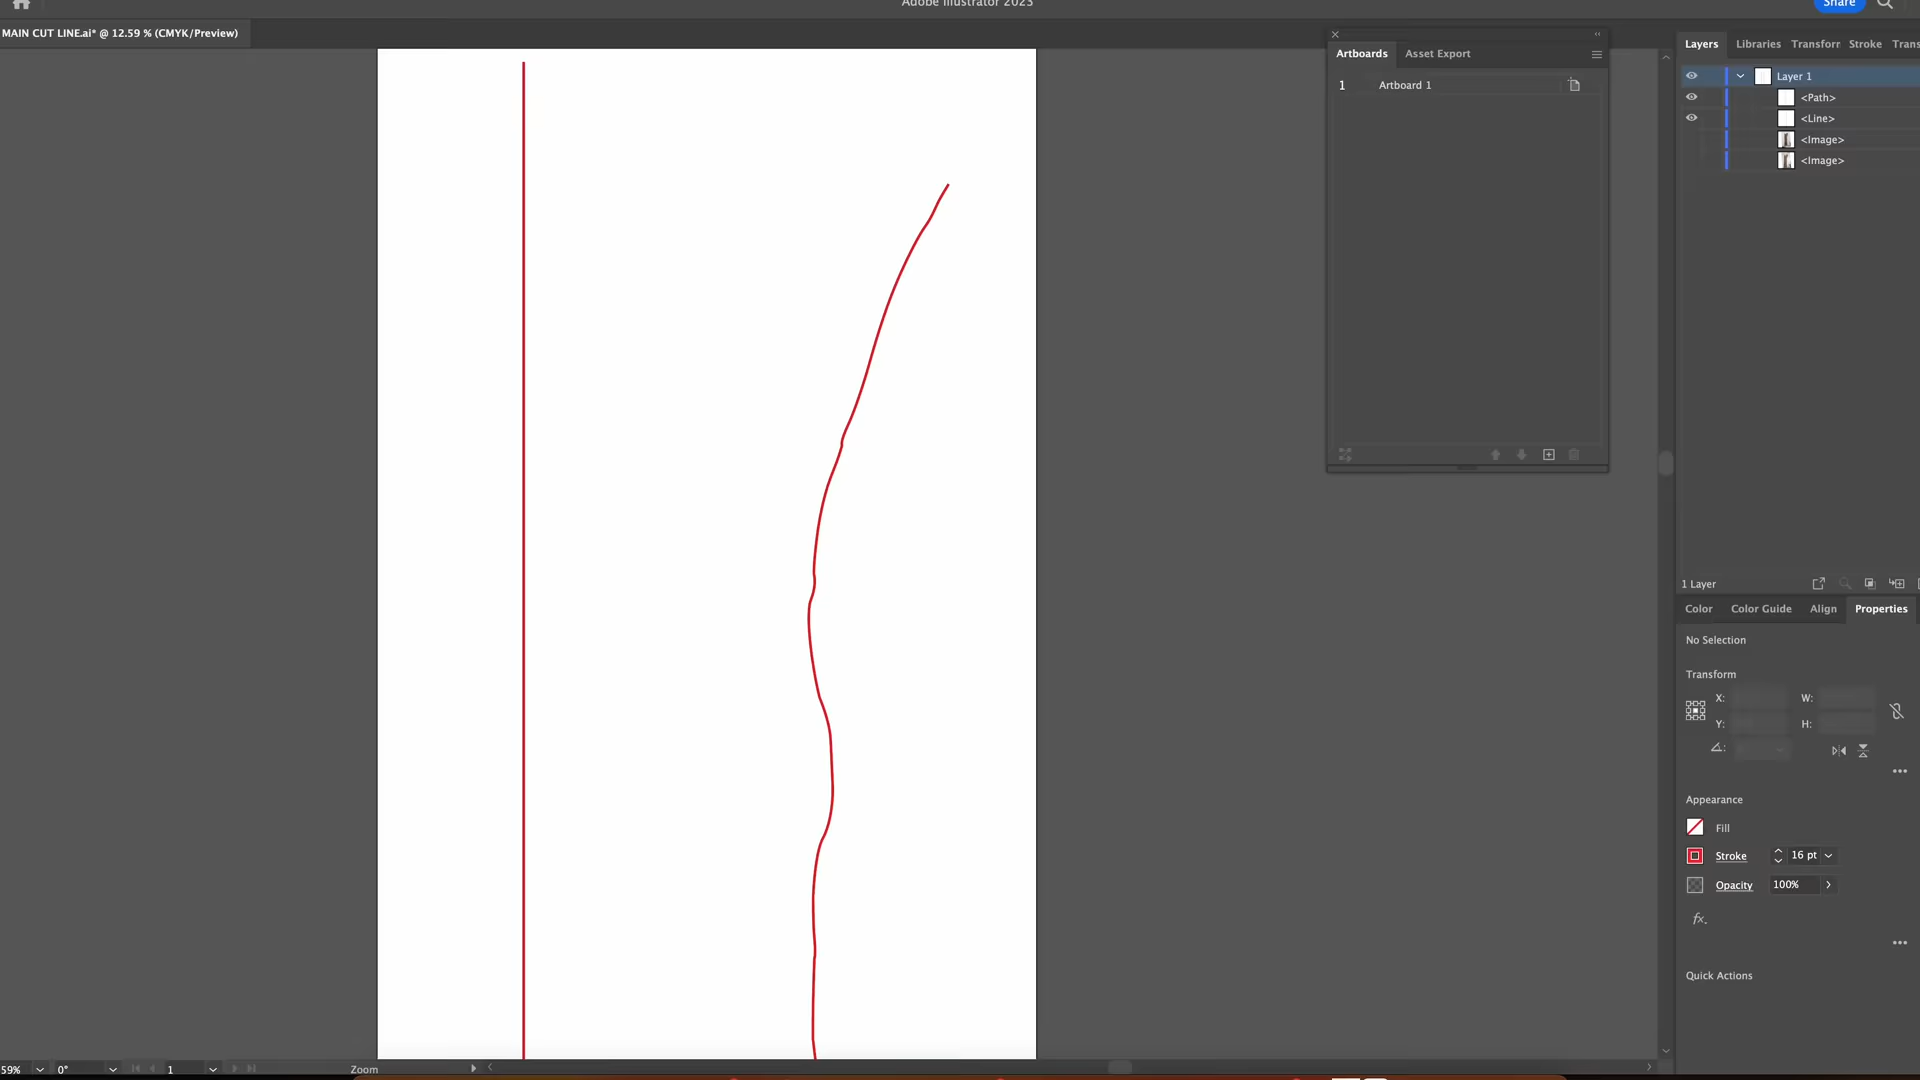 Adobe Illustrator 2023
Share
MAIN CUT LINE.ai* @ 12.59 % (CMYK/Preview)
Artboards
Asset Export
1
Artboard 1
Layers
Libraries
Transforr
Stroke
Trans
Layer 1
<Path>
<Line>
<Image>
<Image>
1 Layer
Color
Color Guide
Align
Properties
No Selection
Transform
X:
W:
Y:
H:
Appearance
Fill
Stroke
16 pt
Opacity
100%
fx.
Quick Actions
59%
0°
1
Zoom